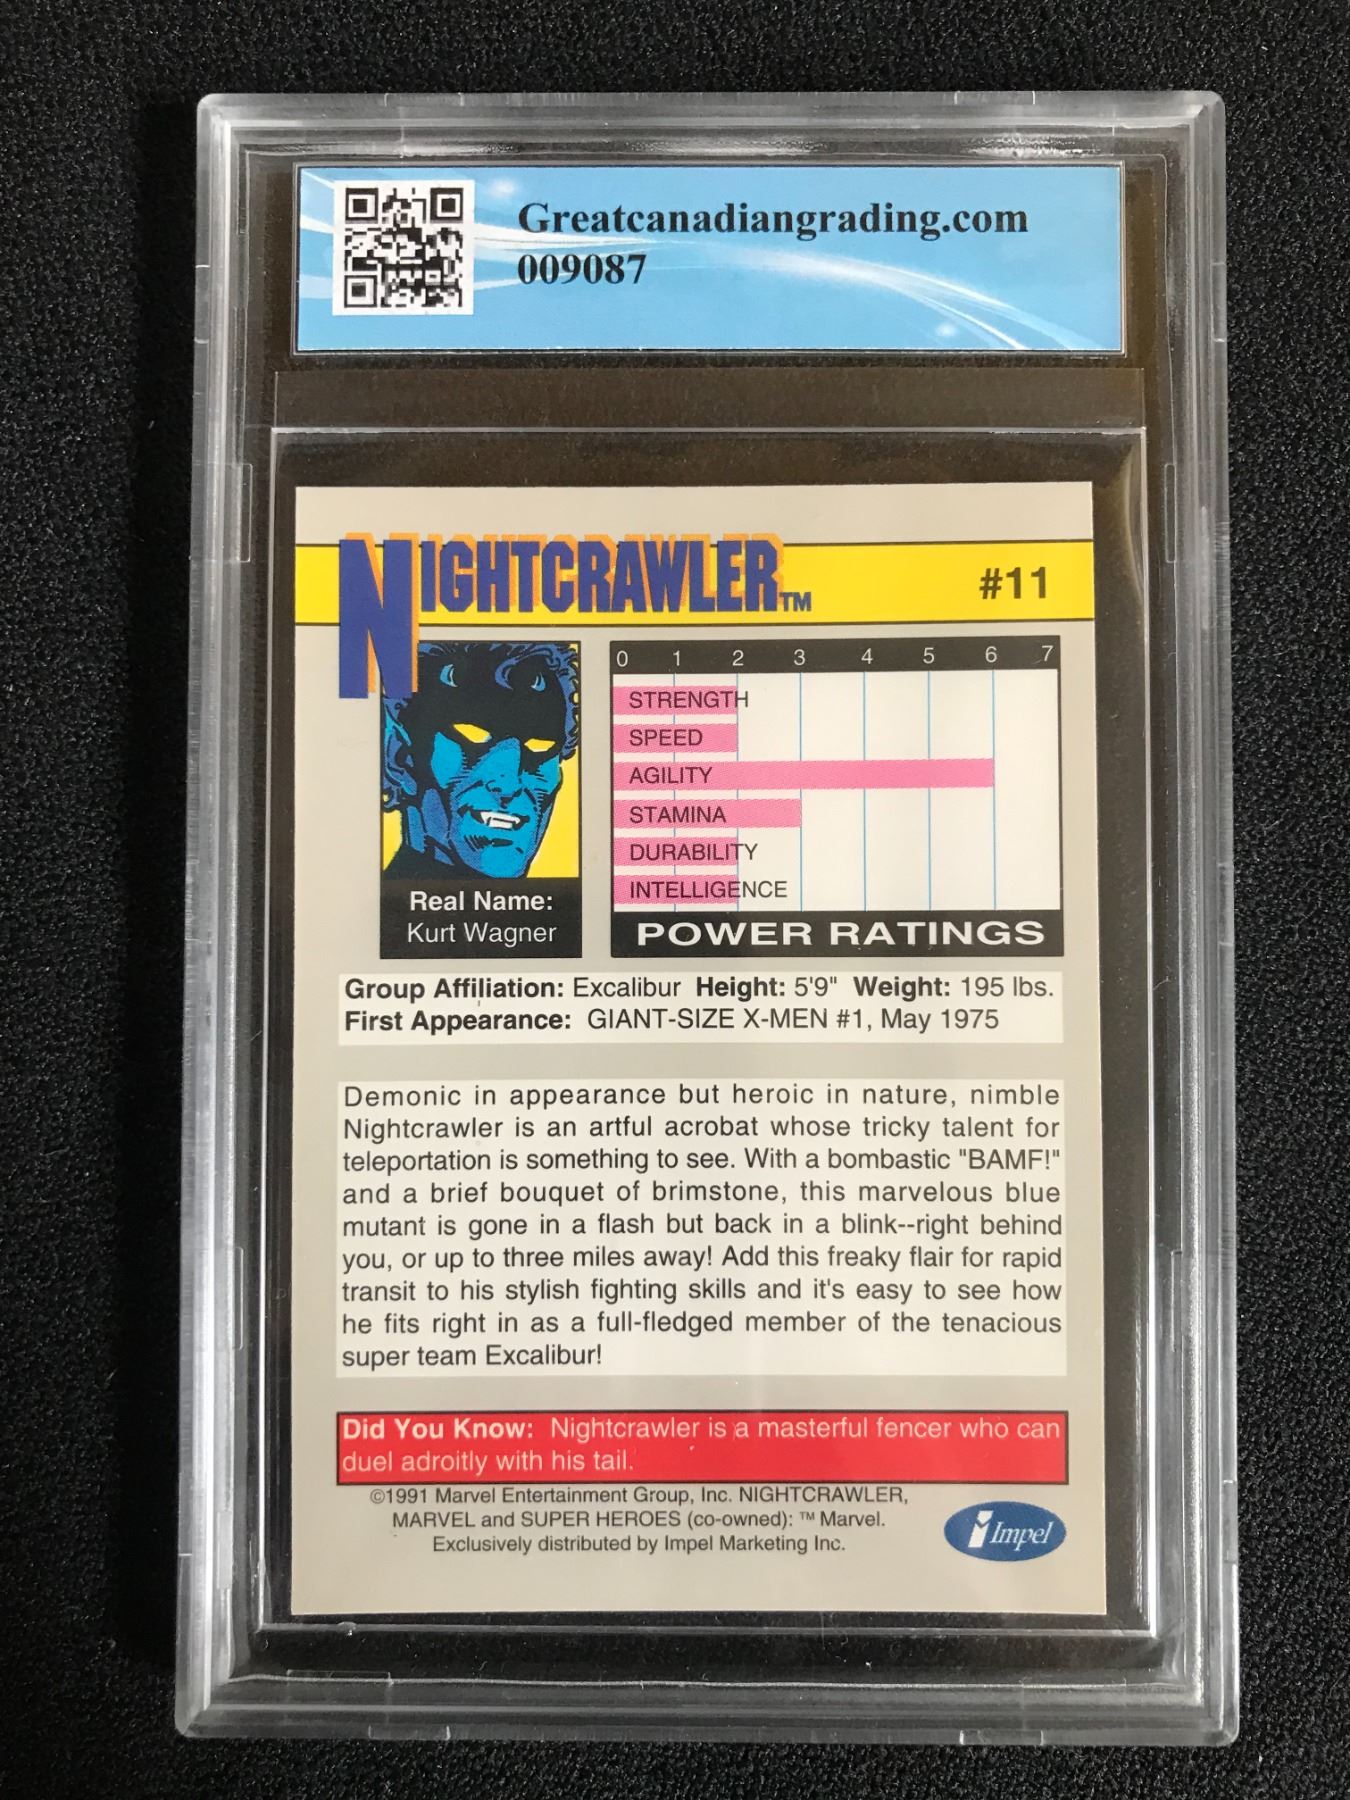 Greatcanadiangrading.com
009087
NIGHTCRAWLER™
#11
0 1 2 3 4 5 6 7
STRENGTH
SPEED
AGILITY
STAMINA
DURABILITY
INTELLIGENCE
POWER RATINGS
Real Name:
Kurt Wagner
Group Affiliation: Excalibur Height: 5'9" Weight: 195 lbs.
First Appearance: GIANT-SIZE X-MEN #1, May 1975
Demonic in appearance but heroic in nature, nimble
Nightcrawler is an artful acrobat whose tricky talent for
teleportation is something to see. With a bombastic "BAMF!"
and a brief bouquet of brimstone, this marvelous blue
mutant is gone in a flash but back in a blink--right behind
you, or up to three miles away! Add this freaky flair for rapid
transit to his stylish fighting skills and it's easy to see how
he fits right in as a full-fledged member of the tenacious
super team Excalibur!
Did You Know: Nightcrawler is a masterful fencer who can
duel adroitly with his tail.
©1991 Marvel Entertainment Group, Inc. NIGHTCRAWLER,
MARVEL and SUPER HEROES (co-owned): ™ Marvel.
Exclusively distributed by Impel Marketing Inc.
Impel